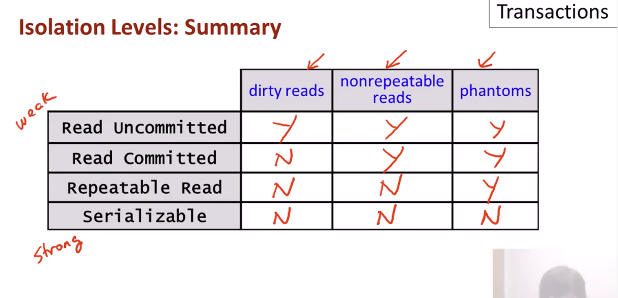 Transactions
Isolation Levels: Summary
weak
dirty reads
nonrepeatable
reads
phantoms
Read Uncommitted Y Y Y
Read Committed N Y Y
Repeatable Read N N Y
Serializable N N N
Strong